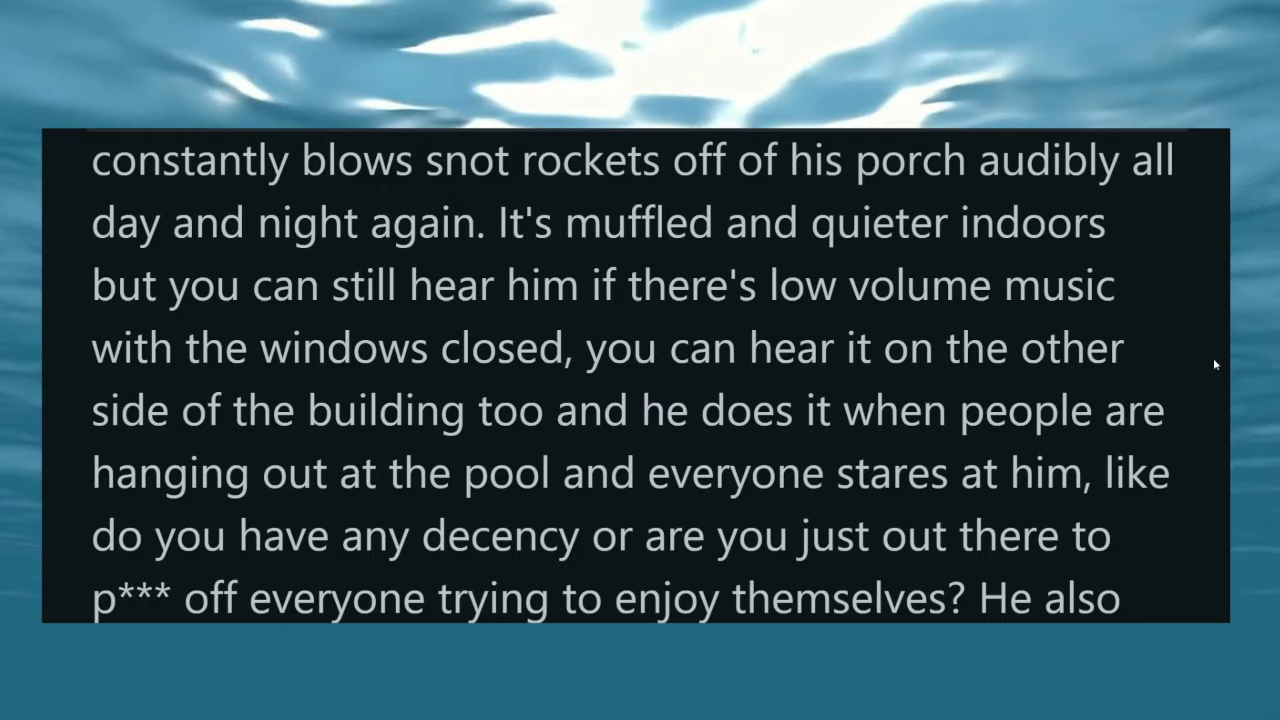 constantly blows snot rockets off of his porch audibly all
day and night again. It's muffled and quieter indoors
but you can still hear him if there's low volume music
with the windows closed, you can hear it on the other
side of the building too and he does it when people are
hanging out at the pool and everyone stares at him, like
do you have any decency or are you just out there to
p*** off everyone trying to enjoy themselves? He also